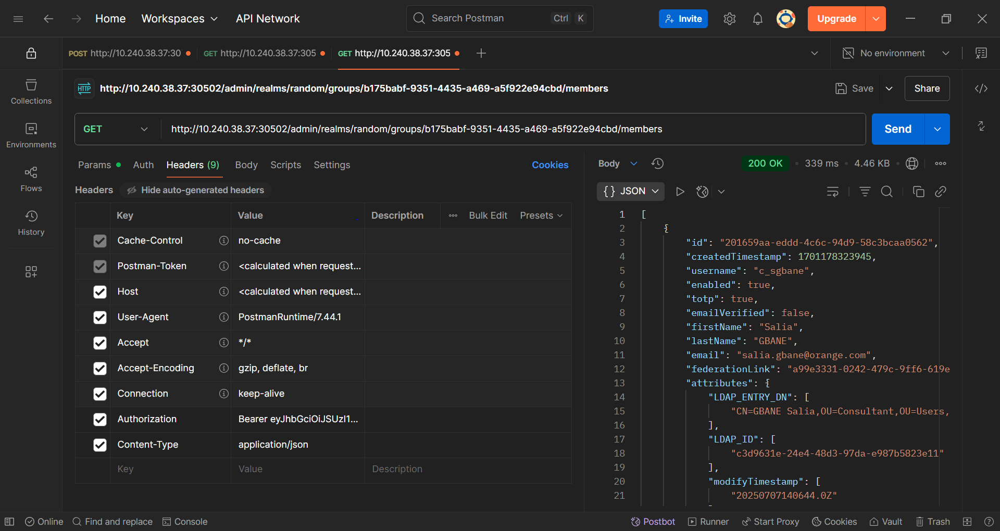 Home
Workspaces
API Network
Search Postman
Ctrl
K
Invite
Upgrade
POST http://10.240.38.37:30
GET http://10.240.38.37:305
GET http://10.240.38.37:305
No environment
Collections
Environments
Flows
History
HTTP
http://10.240.38.37:30502/admin/realms/random/groups/b175babf-9351-4435-a469-a5f922e94cbd/members
Save
Share
GET
http://10.240.38.37:30502/admin/realms/random/groups/b175babf-9351-4435-a469-a5f922e94cbd/members
Send
Params
Auth
Headers (9)
Body
Scripts
Settings
Cookies
Headers
Hide auto-generated headers
Key
Value
Description
Bulk Edit
Presets
Cache-Control
no-cache
Postman-Token
<calculated when request...
Host
<calculated when request...
User-Agent
PostmanRuntime/7.44.1
Accept
*/*
Accept-Encoding
gzip, deflate, br
Connection
keep-alive
Authorization
Bearer eyJhbGciOiJSUzI1...
Content-Type
application/json
Key
Value
Description
Body
200 OK
339 ms
4.46 KB
{} JSON
1 [
2 {
3 "id": "201659aa-eddd-4c6c-94d9-58c3bcaa0562",
4 "createdTimestamp": 1701178323945,
5 "username": "c_sgbane",
6 "enabled": true,
7 "totp": true,
8 "emailVerified": false,
9 "firstName": "Salia",
10 "lastName": "GBANE",
11 "email": "salia.gbane@orange.com",
12 "federationLink": "a99e3331-0242-479c-9ff6-619e
13 "attributes": {
14 "LDAP_ENTRY_DN": [
15 "CN=GBANE Salia,OU=Consultant,OU=Users,
16 ],
17 "LDAP_ID": [
18 "c3d9631e-24e4-48d3-97da-e987b5823e11"
19 ],
20 "modifyTimestamp": [
21 "20250707140644.0Z"
Online
Find and replace
Console
Postbot
Runner
Start Proxy
Cookies
Vault
Trash